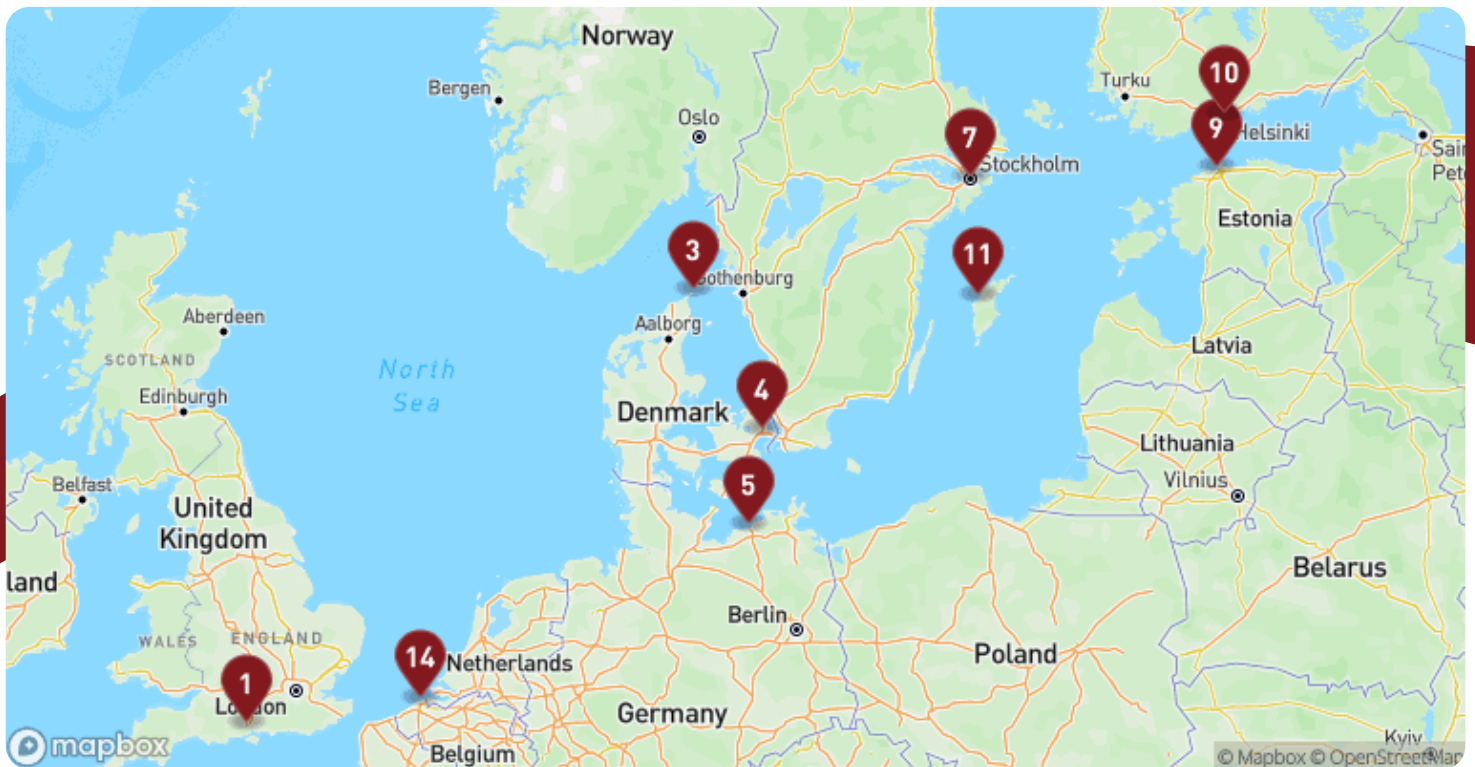 Norway
Bergen
Oslo
Turku
10
9
Helsinki
7
Stockholm
Sain
Pet
Estonia
3
Gothenburg
11
Aberdeen
Aalborg
SCOTLAND
Latvia
North
Sea
Edinburgh
4
Denmark
Lithuania
Belfast
5
Vilnius
United
Kingdom
land
Belarus
Berlin
WALES
ENGLAND
14
Netherlands
Poland
1
London
Germany
Kyiv
mapbox
Belgium
© Mapbox © OpenStreetMap